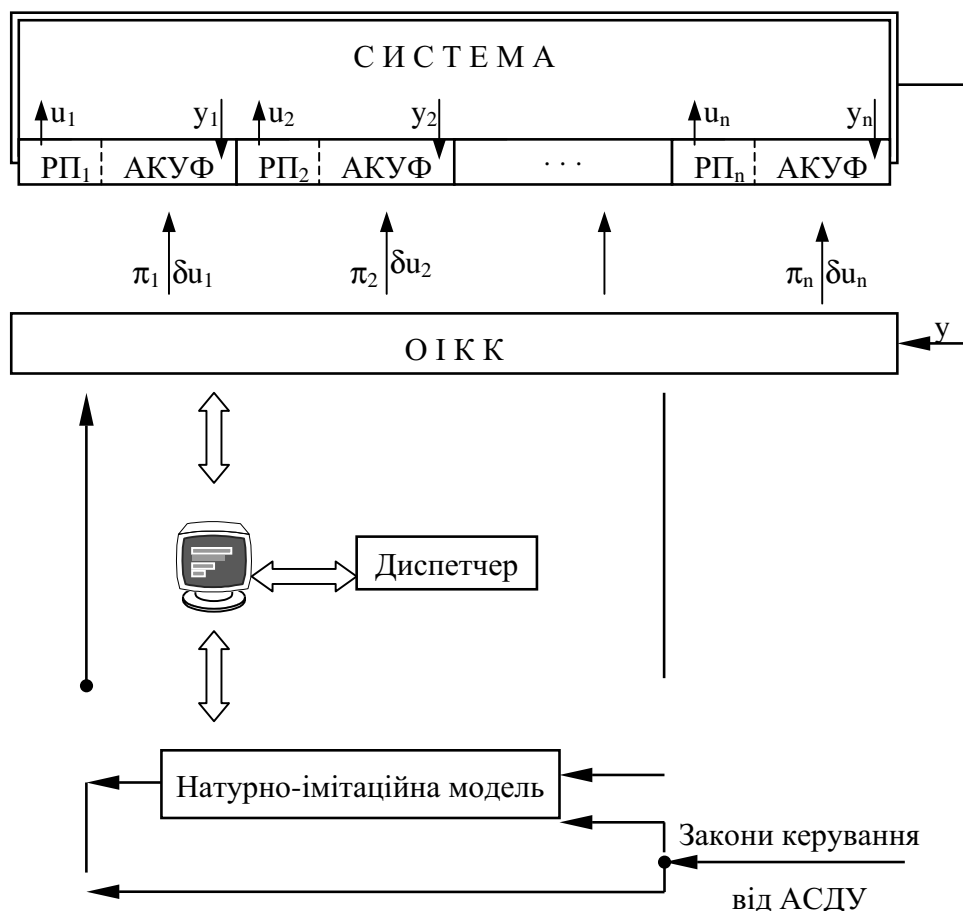 С И С Т Е М А
u₁ y₁ u₂ y₂ uₙ yₙ
РП₁ АКУФ РП₂ АКУФ . . . РПₙ АКУФ
π₁ δu₁ π₂ δu₂ πₙ δuₙ
О І К К
y
Диспетчер
Натурно-імітаційна модель
Закони керування
від АСДУ